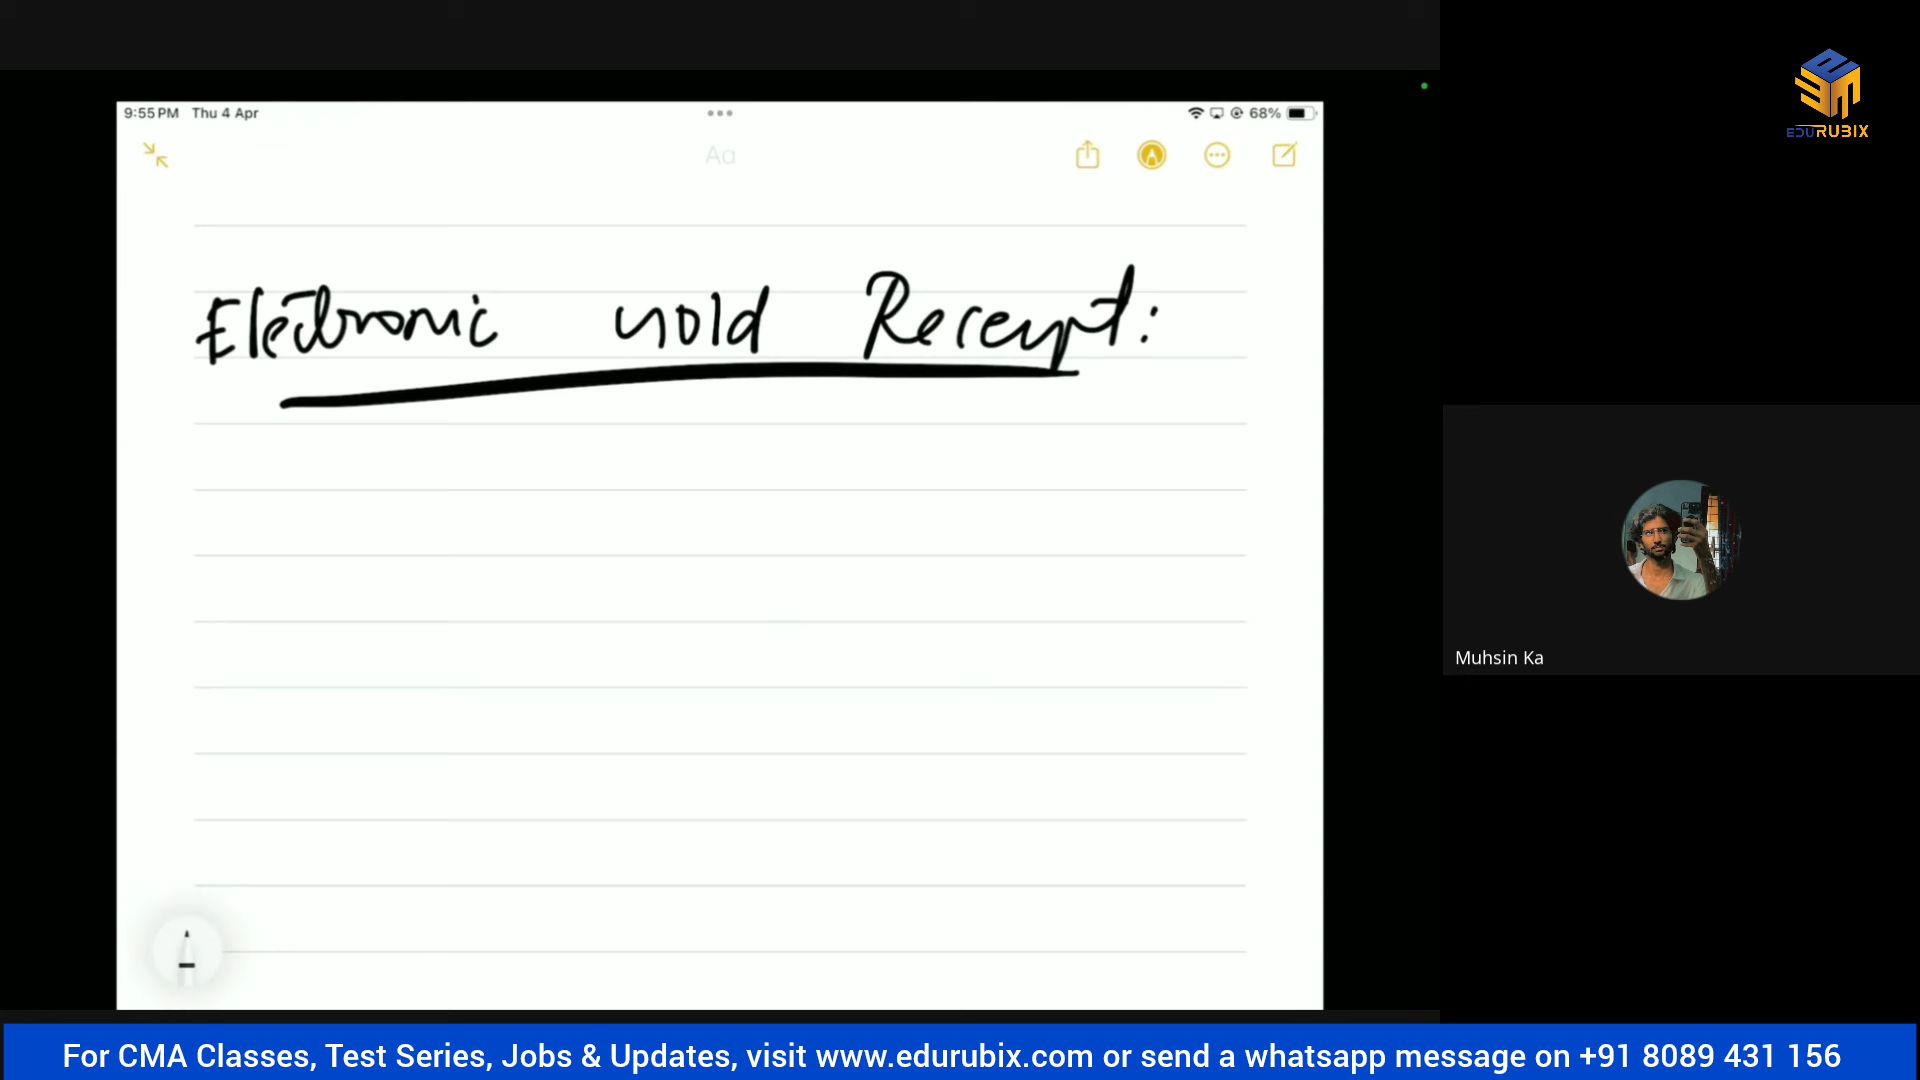 9:55 PM Thu 4 Apr
68%
Aa
Electronic Gold Receipt:
EDURUBIX
Muhsin Ka
For CMA Classes, Test Series, Jobs & Updates, visit www.edurubix.com or send a whatsapp message on +91 8089 431 156